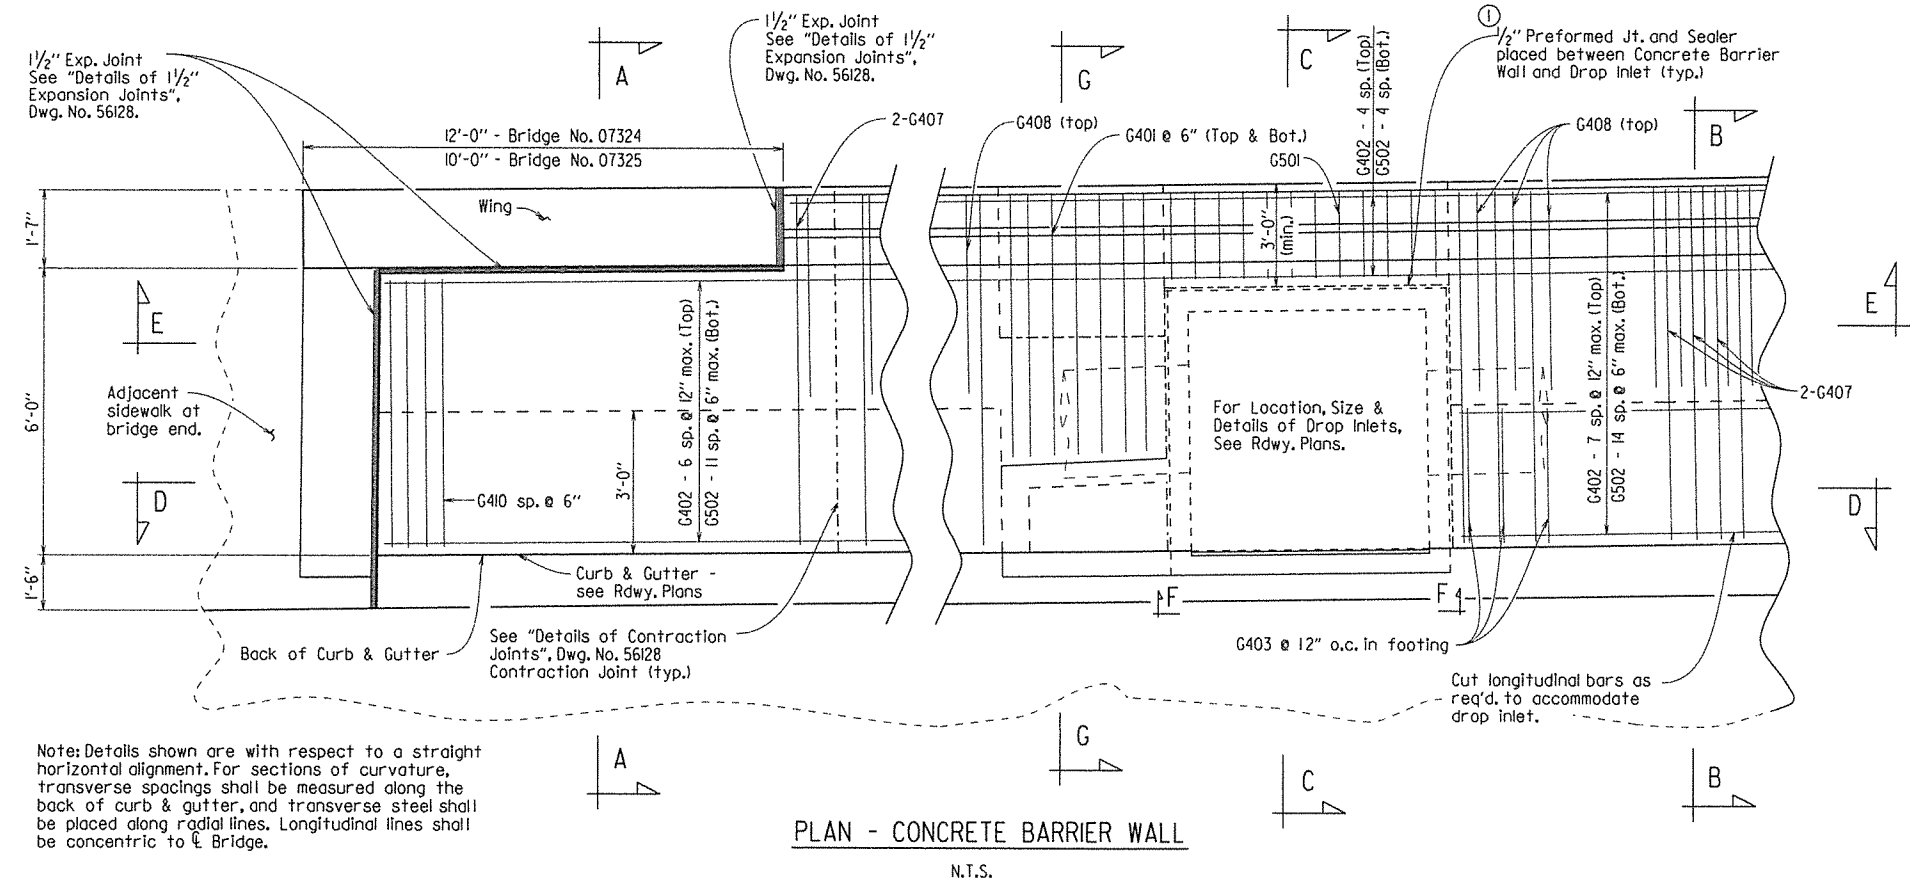 1½" Exp. Joint
See "Details of 1½"
Expansion Joints",
Dwg. No. 56128.
A
1½" Exp. Joint
See "Details of 1½"
Expansion Joints",
Dwg. No. 56128.
G
C
G402 - 4 sp. (Top)
G502 - 4 sp. (Bot.)
1
½" Preformed Jt. and Sealer
placed between Concrete Barrier
Wall and Drop Inlet (typ.)
B
12'-0" - Bridge No. 07324
10'-0" - Bridge No. 07325
2-G407
G408 (top)
G401 @ 6" (Top & Bot.)
G501
G408 (top)
1'-7"
Wing
3'-0"
(min.)
E
E
6'-0"
Adjacent
sidewalk at
bridge end.
G402 - 6 sp. @ 12" max. (Top)
G502 - 11 sp. @ 6" max. (Bot.)
For Location, Size &
Details of Drop Inlets,
See Rdwy. Plans.
G402 - 7 sp. @ 12" max. (Top)
G502 - 14 sp. @ 6" max. (Bot.)
2-G407
D
G410 sp. @ 6"
3'-0"
D
1'-6"
Curb & Gutter -
see Rdwy. Plans
F
F
Back of Curb & Gutter
See "Details of Contraction
Joints", Dwg. No. 56128
Contraction Joint (typ.)
G403 @ 12" o.c. in footing
Cut longitudinal bars as
req'd. to accommodate
drop inlet.
Note: Details shown are with respect to a straight
horizontal alignment. For sections of curvature,
transverse spacings shall be measured along the
back of curb & gutter, and transverse steel shall
be placed along radial lines. Longitudinal lines shall
be concentric to ℄ Bridge.
A
G
C
B
PLAN - CONCRETE BARRIER WALL
N.T.S.